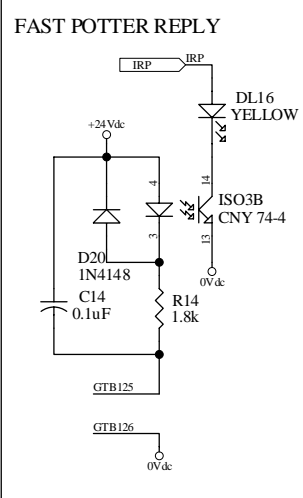 FAST POTTER REPLY
IRP
IRP
DL16
YELLOW
+24Vdc
4
14
ISO3B
CNY 74-4
3
13
D20
1N4148
0Vdc
C14
0.1uF
R14
1.8k
GTB125
GTB126
0Vdc